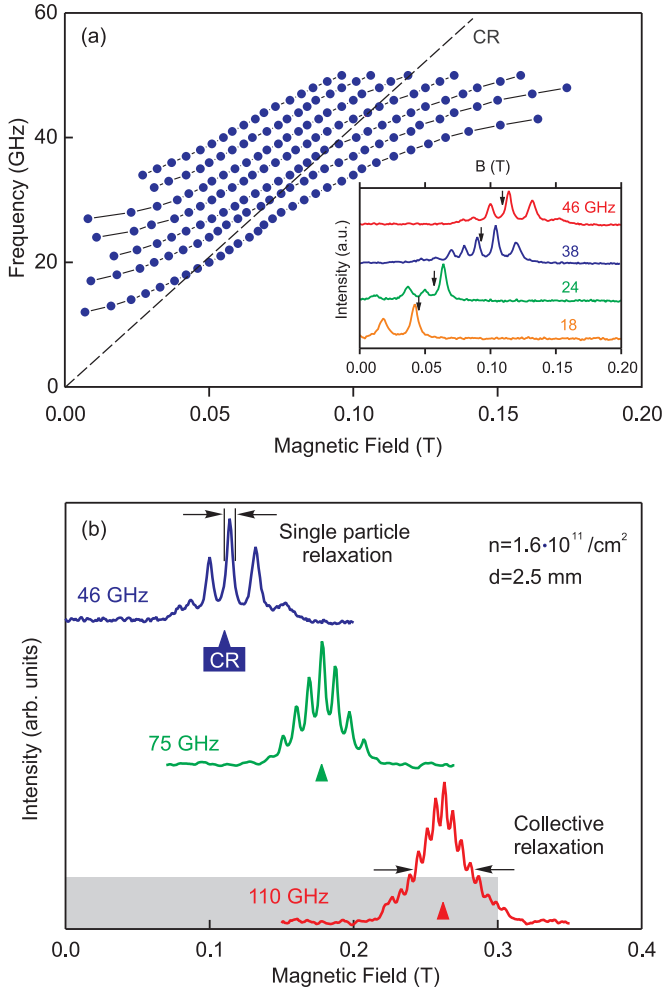 (a)
CR
60
40
20
0
Frequency (GHz)
0.00 0.05 0.10 0.15 0.20
Magnetic Field (T)
B (T)
Intensity (a.u.)
46 GHz
38
24
18
0.00 0.05 0.10 0.15 0.20
(b)
Single particle
relaxation
n=1.6·10¹¹ /cm²
d=2.5 mm
46 GHz
CR
75 GHz
Collective
relaxation
110 GHz
Intensity (arb. units)
0.0 0.1 0.2 0.3 0.4
Magnetic Field (T)